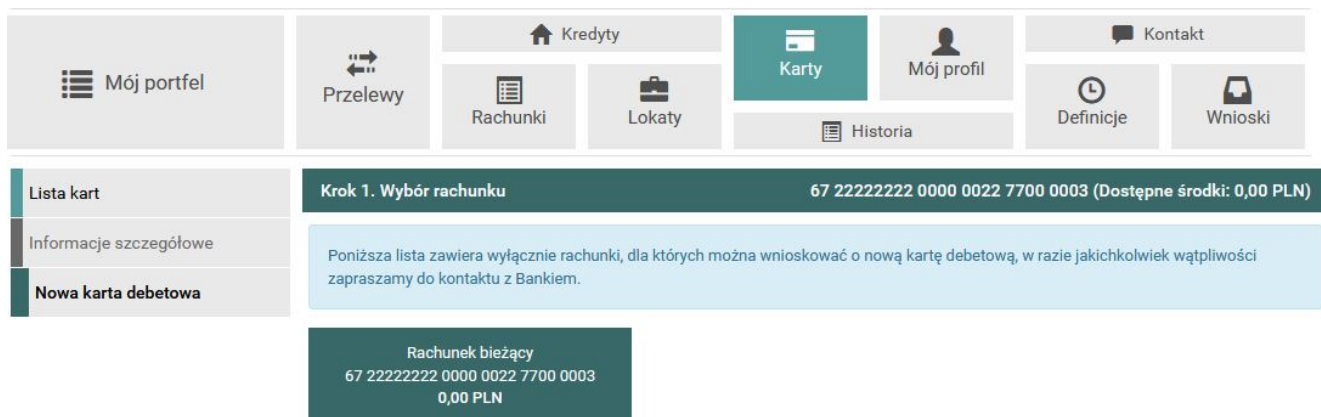 Mój portfel
Przelewy
Kredyty
Rachunki
Lokaty
Karty
Mój profil
Historia
Kontakt
Definicje
Wnioski
Lista kart
Informacje szczegółowe
Nowa karta debetowa
Krok 1. Wybór rachunku
67 22222222 0000 0022 7700 0003 (Dostępne środki: 0,00 PLN)
Poniższa lista zawiera wyłącznie rachunki, dla których można wnioskować o nową kartę debetową, w razie jakichkolwiek wątpliwości
zapraszamy do kontaktu z Bankiem.
Rachunek bieżący
67 22222222 0000 0022 7700 0003
0,00 PLN